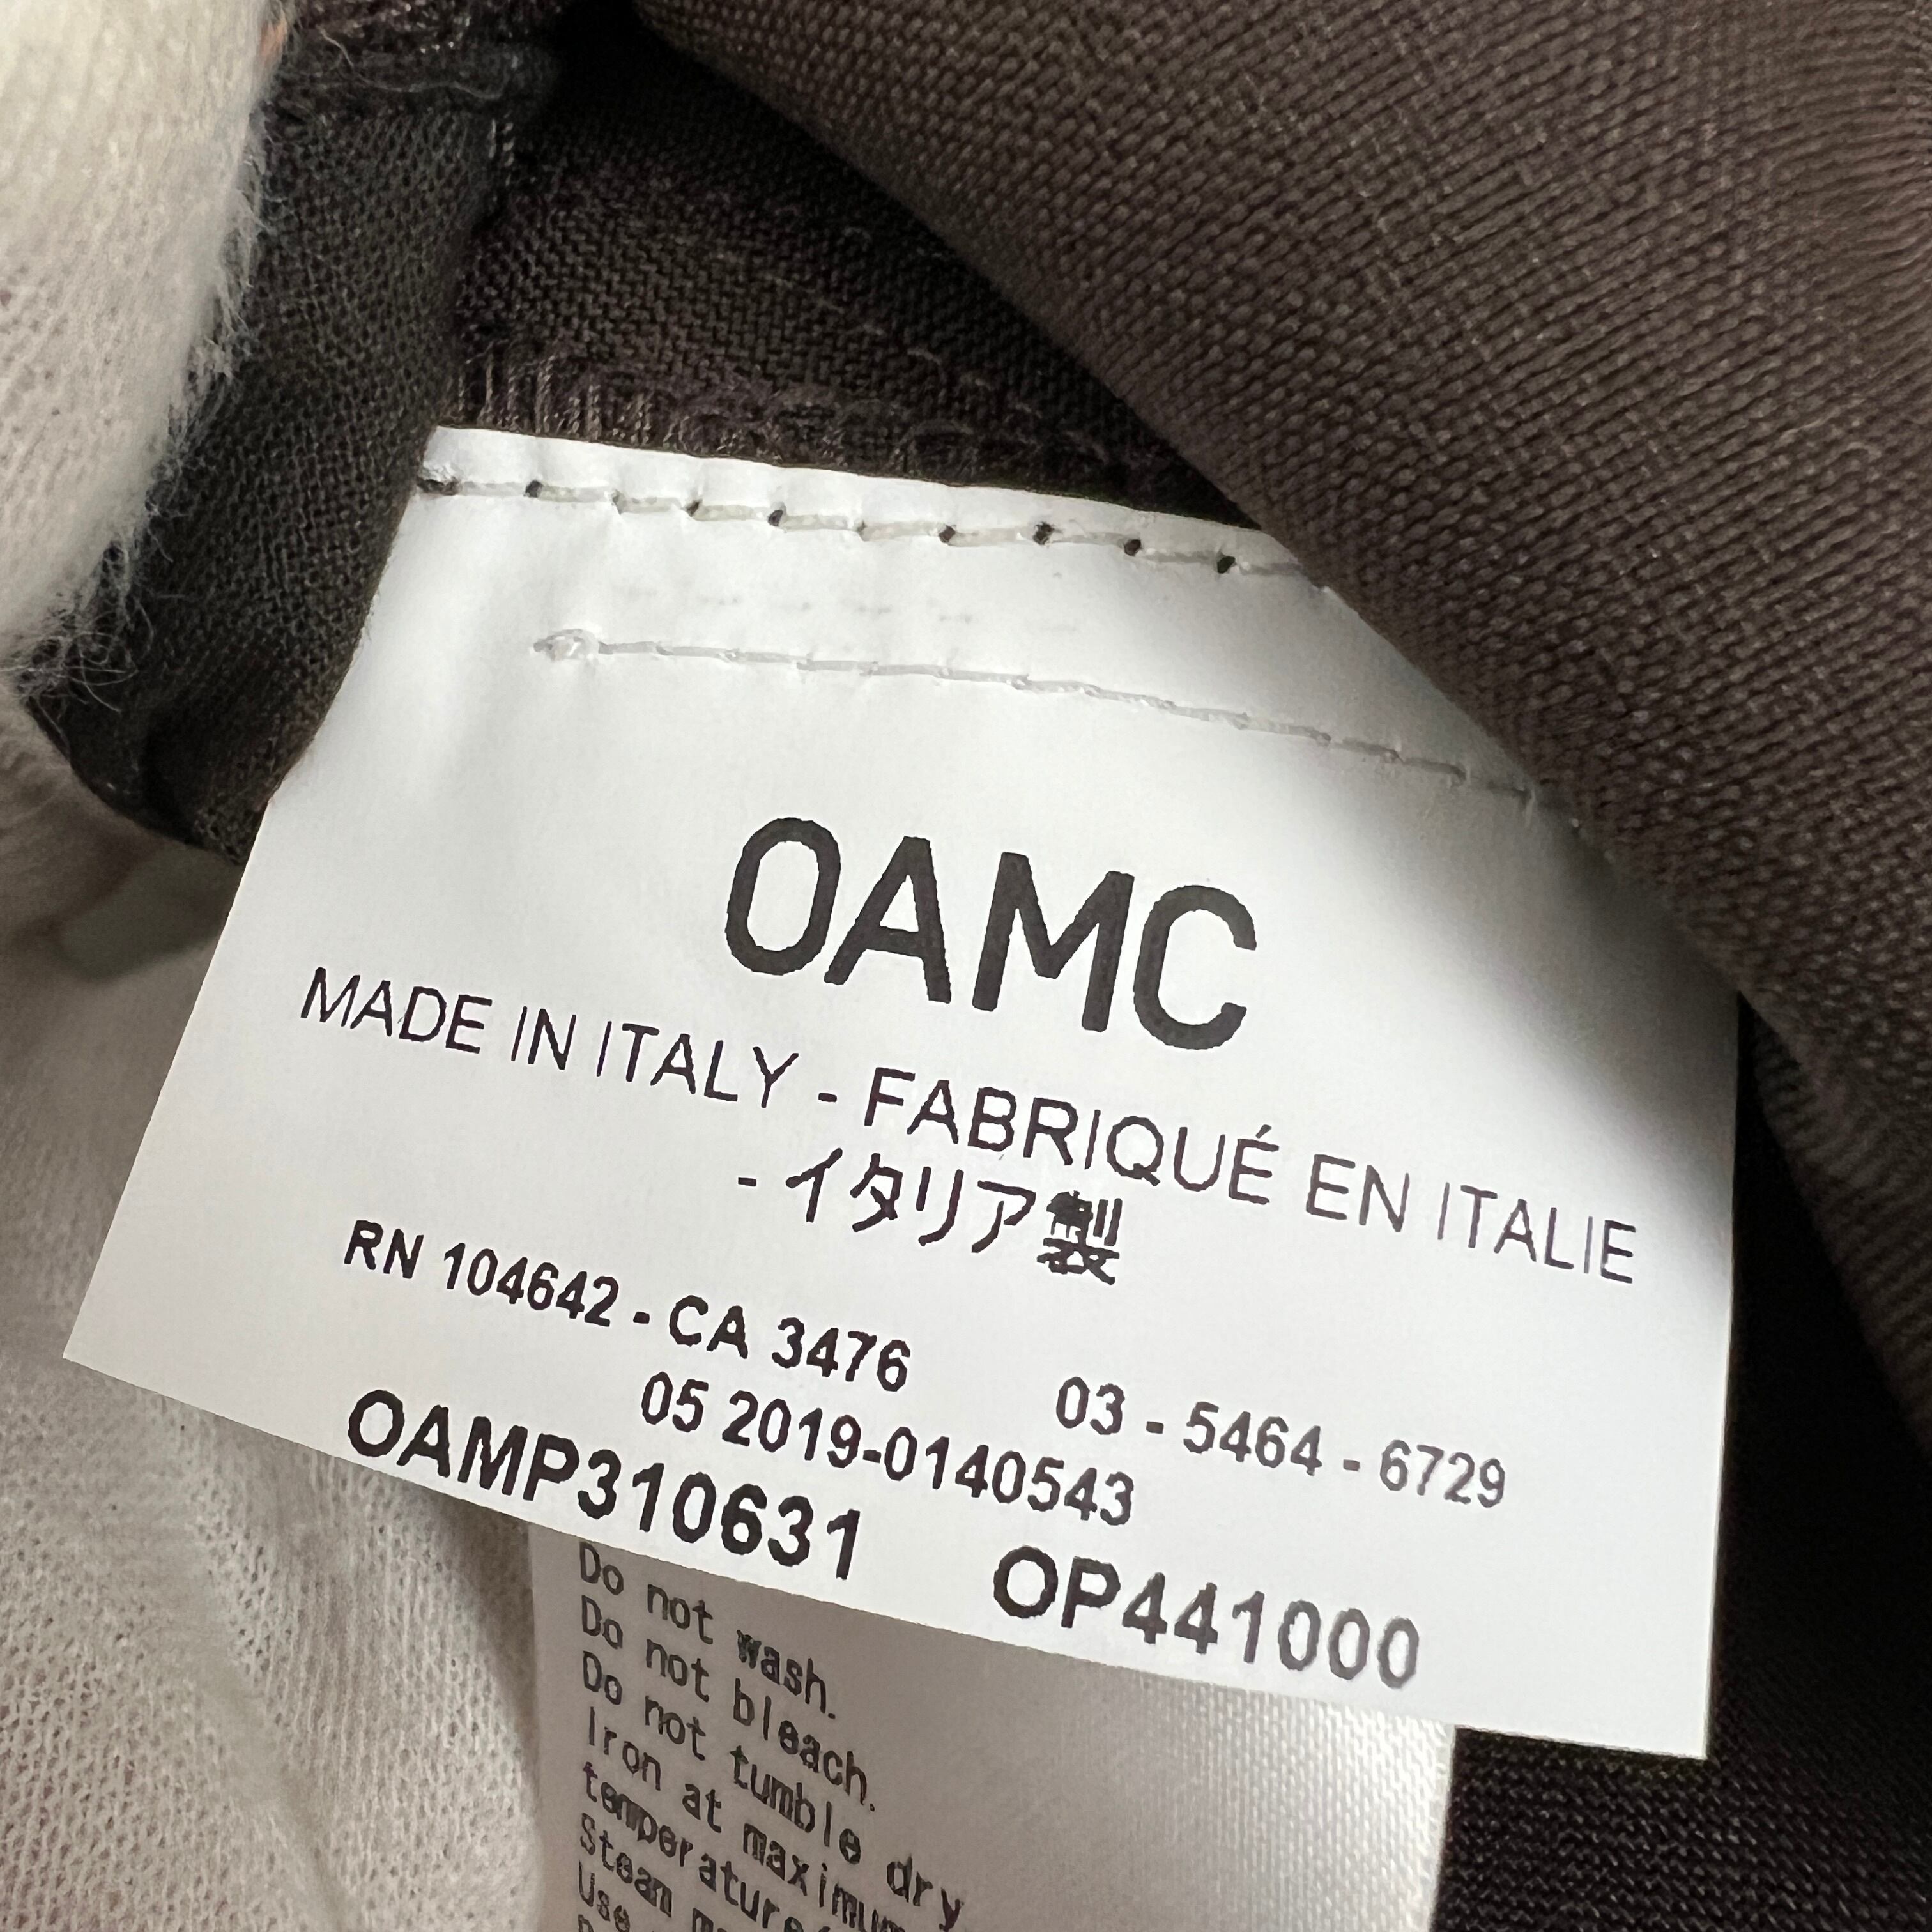 OAMC
MADE IN ITALY - FABRIQUÉ EN ITALIE
- イタリア製
RN 104642 - CA 3476 03 - 5464 - 6729
05 2019-0140543
OAMP310631 OP441000
Do not wash.
Do not bleach.
Do not tumble dry
Iron at maximum
temperature
Steam
Use